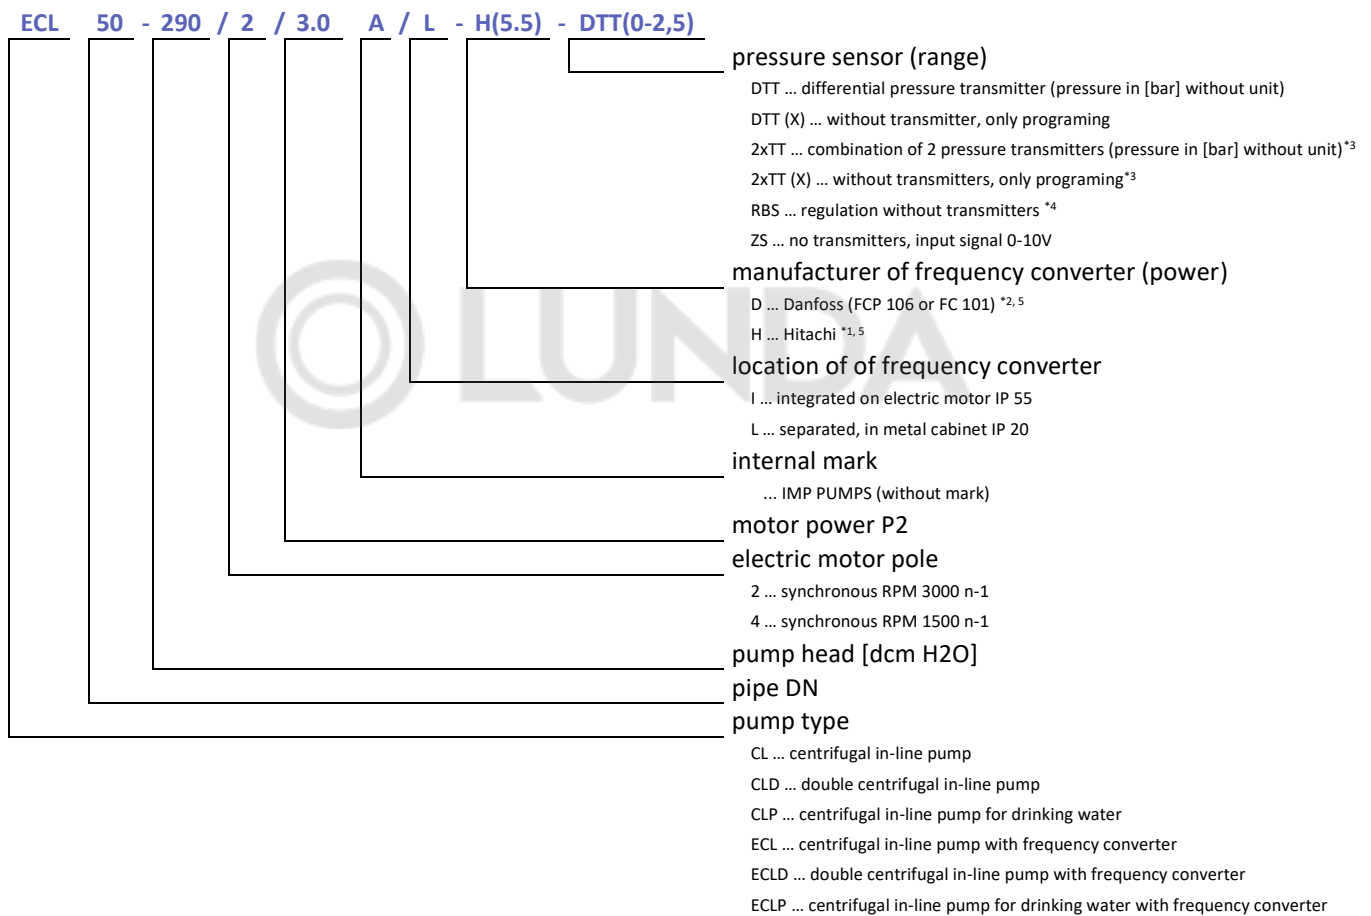 ECL 50 - 290 / 2 / 3.0 A / L - H(5.5) - DTT(0-2,5)
pressure sensor (range)
DTT ... differential pressure transmitter (pressure in [bar] without unit)
DTT (X) ... without transmitter, only programing
2xTT ... combination of 2 pressure transmitters (pressure in [bar] without unit)*3
2xTT (X) ... without transmitters, only programing*3
RBS ... regulation without transmitters *4
ZS ... no transmitters, input signal 0-10V
manufacturer of frequency converter (power)
D ... Danfoss (FCP 106 or FC 101) *2, 5
H ... Hitachi *1, 5
LUNDA
location of of frequency converter
I ... integrated on electric motor IP 55
L ... separated, in metal cabinet IP 20
internal mark
... IMP PUMPS (without mark)
motor power P2
electric motor pole
2 ... synchronous RPM 3000 n-1
4 ... synchronous RPM 1500 n-1
pump head [dcm H2O]
pipe DN
pump type
CL ... centrifugal in-line pump
CLD ... double centrifugal in-line pump
CLP ... centrifugal in-line pump for drinking water
ECL ... centrifugal in-line pump with frequency converter
ECLD ... double centrifugal in-line pump with frequency converter
ECLP ... centrifugal in-line pump for drinking water with frequency converter